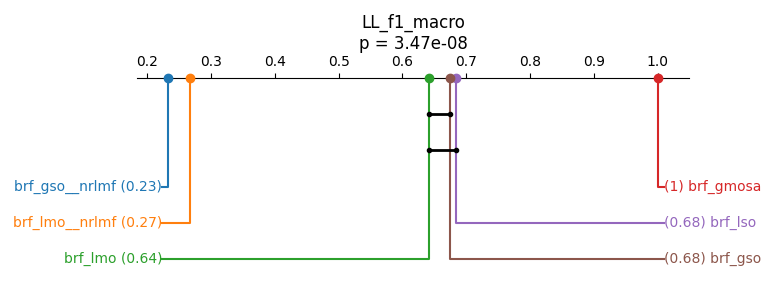 LL_f1_macro
p = 3.47e-08
0.2 0.3 0.4 0.5 0.6 0.7 0.8 0.9 1.0
brf_gso__nrlmf (0.23) (1) brf_gmosa
brf_lmo__nrlmf (0.27) (0.68) brf_lso
brf_lmo (0.64) (0.68) brf_gso